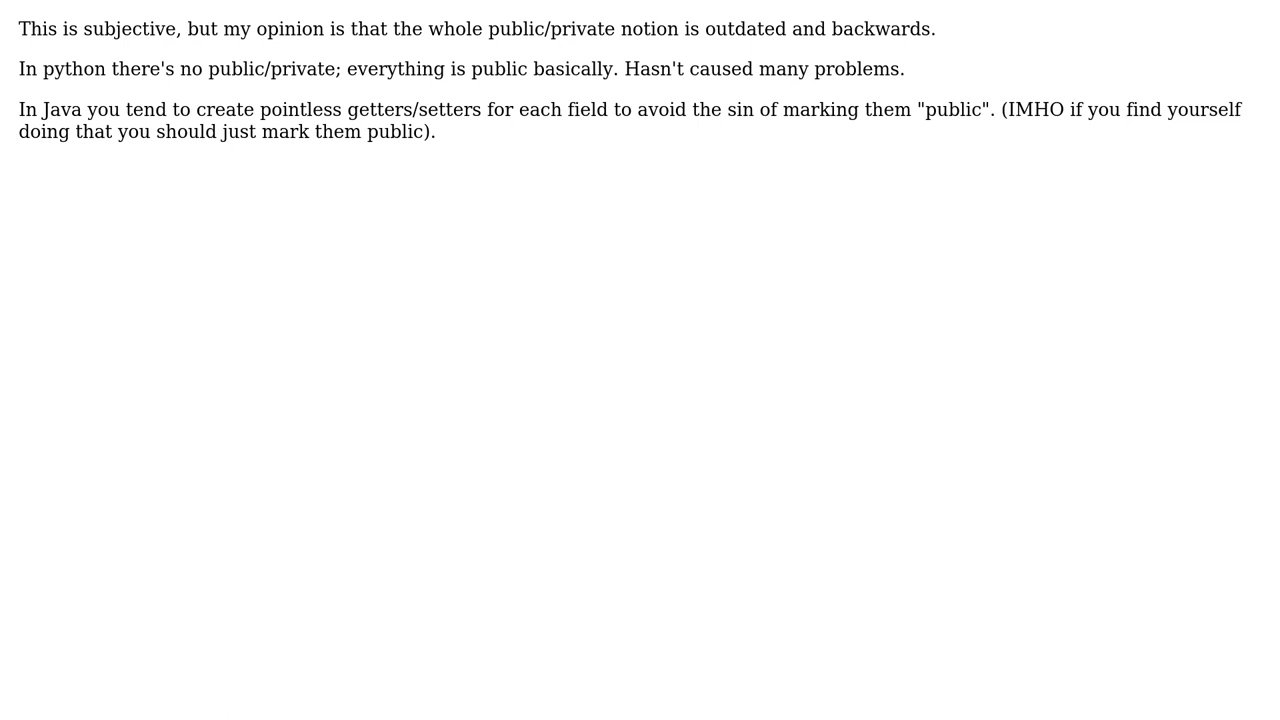 This is subjective, but my opinion is that the whole public/private notion is outdated and backwards.
In python there's no public/private; everything is public basically. Hasn't caused many problems.
In Java you tend to create pointless getters/setters for each field to avoid the sin of marking them "public". (IMHO if you find yourself
doing that you should just mark them public).